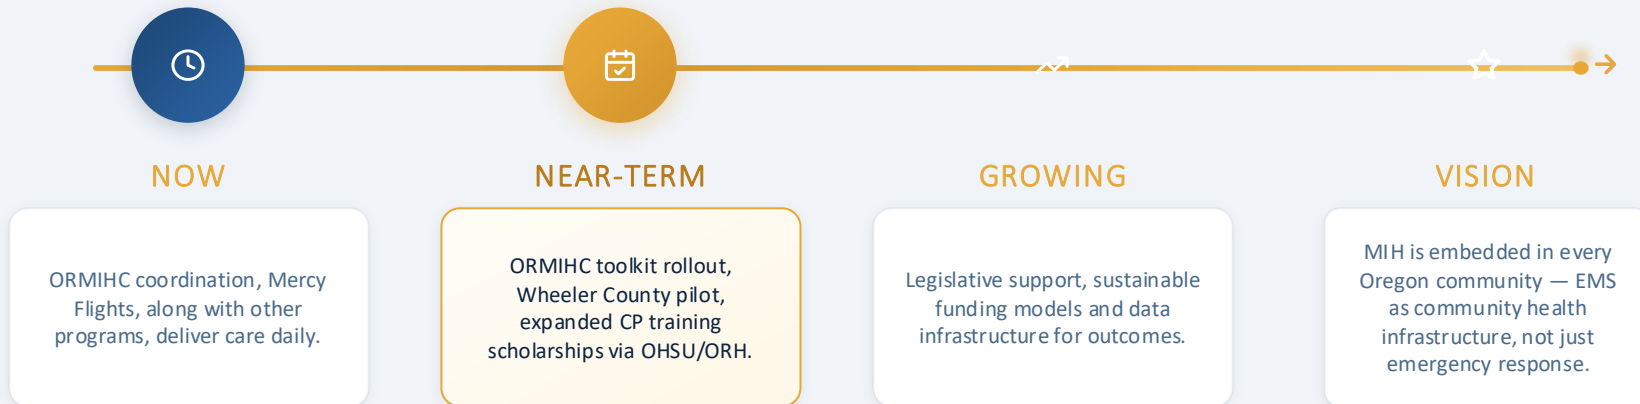 NOW
ORMIHC coordination, Mercy
Flights, along with other
programs, deliver care daily.
NEAR-TERM
ORMIHC toolkit rollout,
Wheeler County pilot,
expanded CP training
scholarships via OHSU/ORH.
GROWING
Legislative support, sustainable
funding models and data
infrastructure for outcomes.
VISION
MIH is embedded in every
Oregon community — EMS
as community health
infrastructure, not just
emergency response.